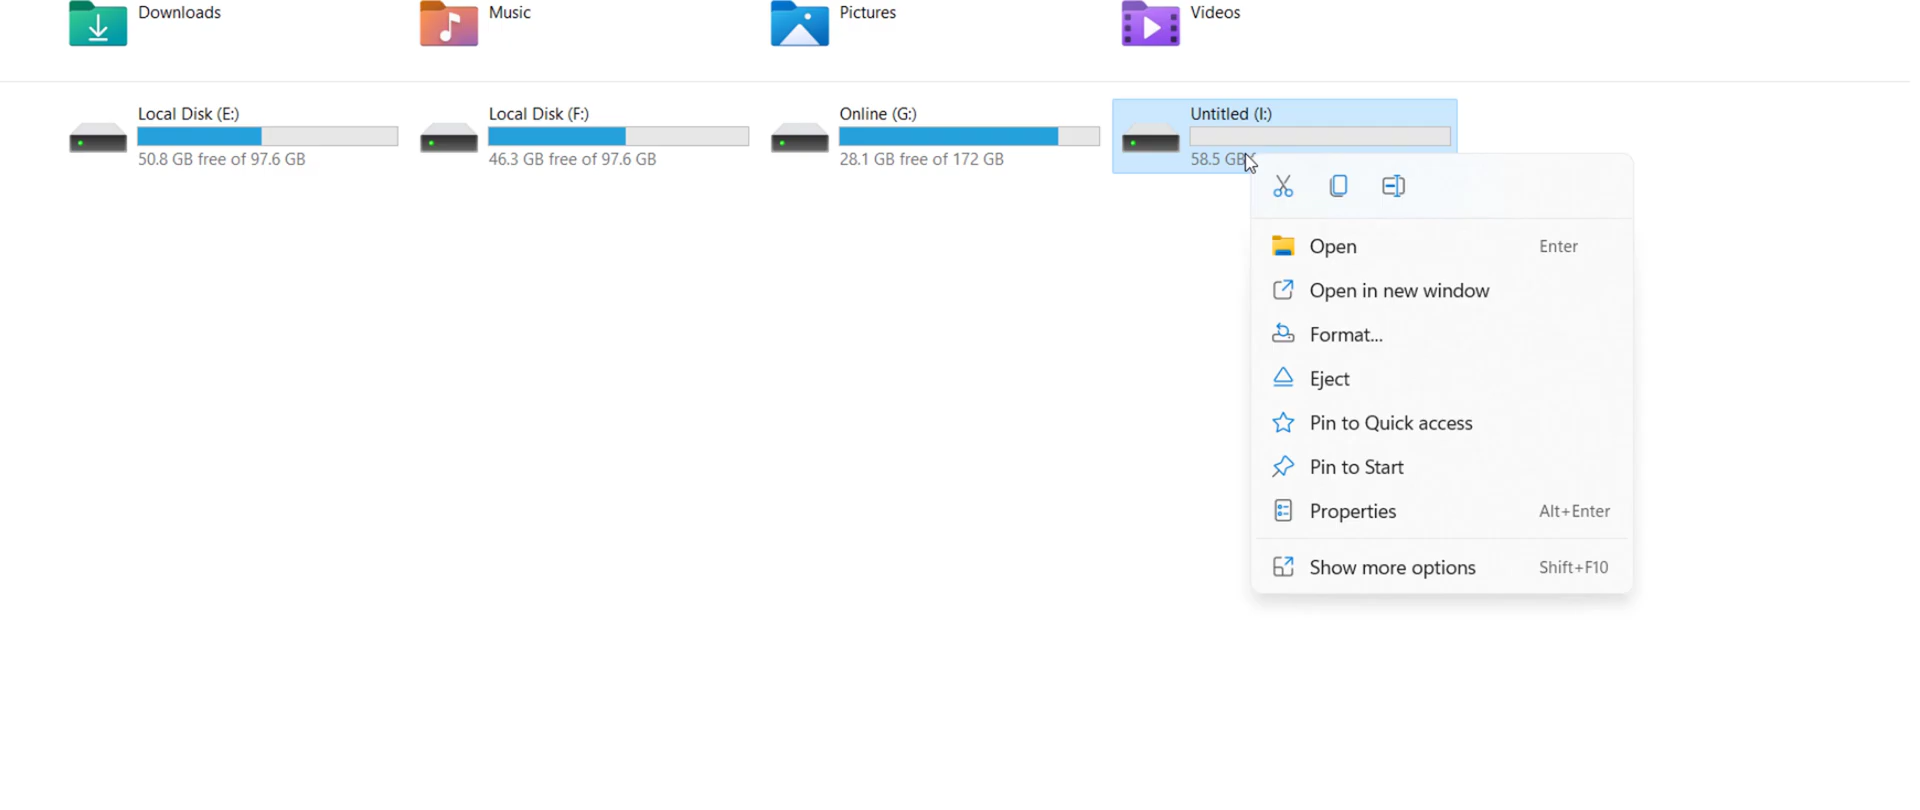 Downloads
Music
Pictures
Videos
Local Disk (E:)
50.8 GB free of 97.6 GB
Local Disk (F:)
46.3 GB free of 97.6 GB
Online (G:)
28.1 GB free of 172 GB
Untitled (I:)
58.5 GB
Open Enter
Open in new window
Format...
Eject
Pin to Quick access
Pin to Start
Properties Alt+Enter
Show more options Shift+F10